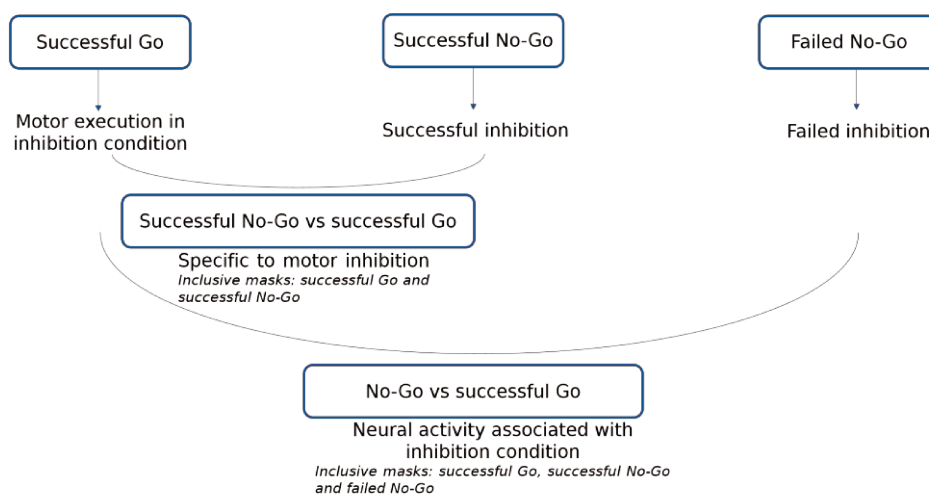 Successful Go
Successful No-Go
Failed No-Go
Motor execution in
inhibition condition
Successful inhibition
Failed inhibition
Successful No-Go vs successful Go
Specific to motor inhibition
Inclusive masks: successful Go and
successful No-Go
No-Go vs successful Go
Neural activity associated with
inhibition condition
Inclusive masks: successful Go, successful No-Go
and failed No-Go